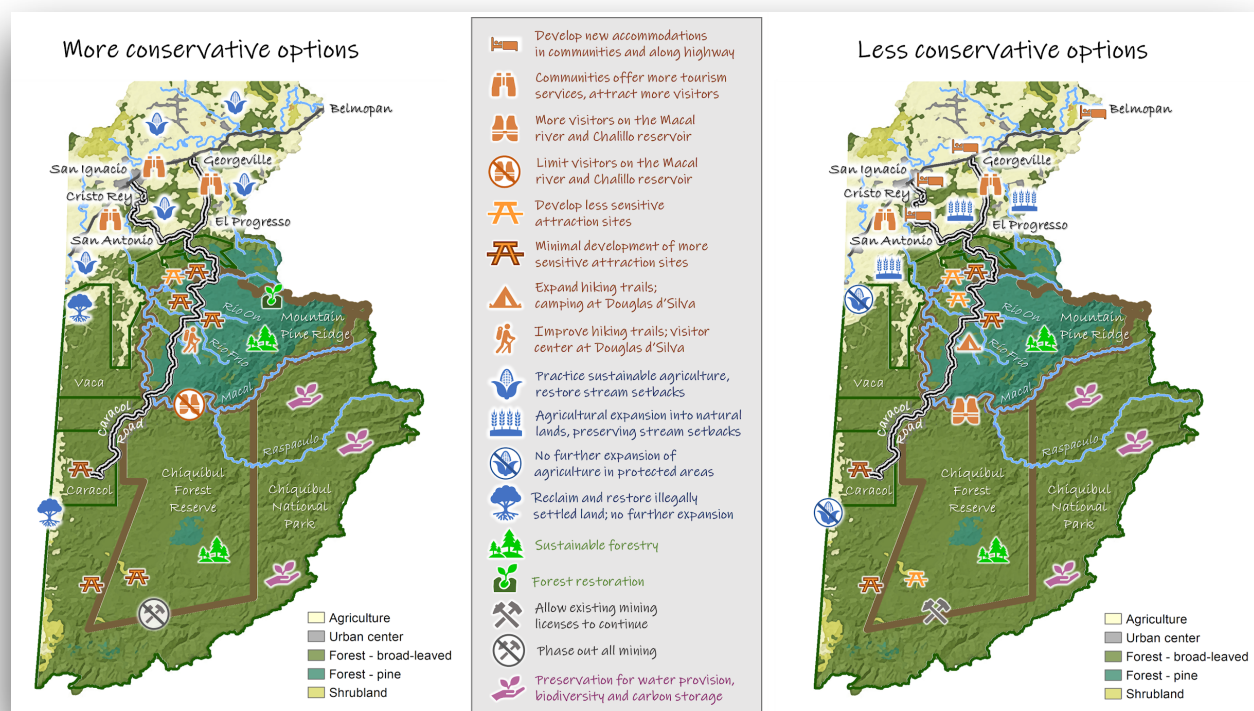 More conservative options
Belmopan
Georgeville
San Ignacio
Cristo Rey
El Progresso
San Antonio
Río On
Mountain
Pine Ridge
Río Frío
Vaca
Macal
Caracol
Road
Raspaculo
Caracol
Chiquibul
Forest
Reserve
Chiquibul
National
Park
Agriculture
Urban center
Forest - broad-leaved
Forest - pine
Shrubland
Develop new accommodations
in communities and along highway
Communities offer more tourism
services, attract more visitors
More visitors on the Macal
river and Chalillo reservoir
Limit visitors on the Macal
river and Chalillo reservoir
Develop less sensitive
attraction sites
Minimal development of more
sensitive attraction sites
Expand hiking trails;
camping at Douglas d'Silva
Improve hiking trails; visitor
center at Douglas d'Silva
Practice sustainable agriculture,
restore stream setbacks
Agricultural expansion into natural
lands, preserving stream setbacks
No further expansion of
agriculture in protected areas
Reclaim and restore illegally
settled land; no further expansion
Sustainable forestry
Forest restoration
Allow existing mining
licenses to continue
Phase out all mining
Preservation for water provision,
biodiversity and carbon storage
Less conservative options
Belmopan
Georgeville
San Ignacio
Cristo Rey
El Progresso
San Antonio
Río On
Mountain
Pine Ridge
Río Frío
Vaca
Macal
Caracol
Road
Raspaculo
Caracol
Chiquibul
Forest
Reserve
Chiquibul
National
Park
Agriculture
Urban center
Forest - broad-leaved
Forest - pine
Shrubland